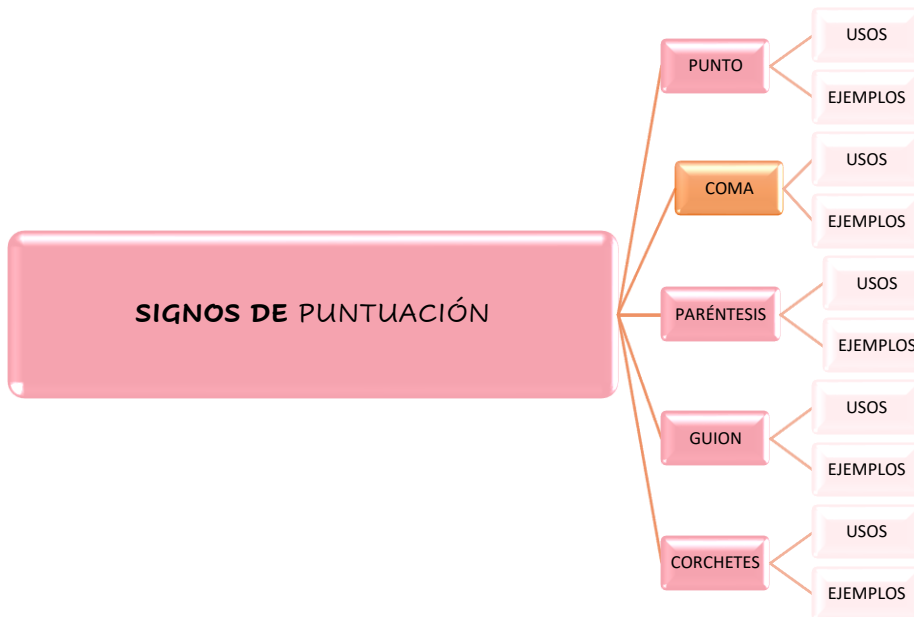 SIGNOS DE PUNTUACIÓN
PUNTO
USOS
EJEMPLOS
COMA
USOS
EJEMPLOS
PARÉNTESIS
USOS
EJEMPLOS
GUION
USOS
EJEMPLOS
CORCHETES
USOS
EJEMPLOS